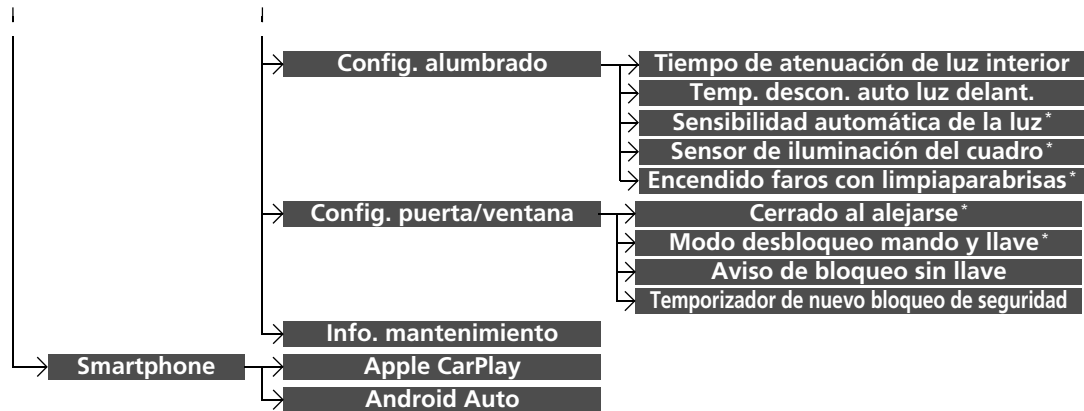 Config. alumbrado
Tiempo de atenuación de luz interior
Temp. descon. auto luz delant.
Sensibilidad automática de la luz*
Sensor de iluminación del cuadro*
Encendido faros con limpiaparabrisas*
Config. puerta/ventana
Cerrado al alejarse*
Modo desbloqueo mando y llave*
Aviso de bloqueo sin llave
Temporizador de nuevo bloqueo de seguridad
Info. mantenimiento
Smartphone
Apple CarPlay
Android Auto